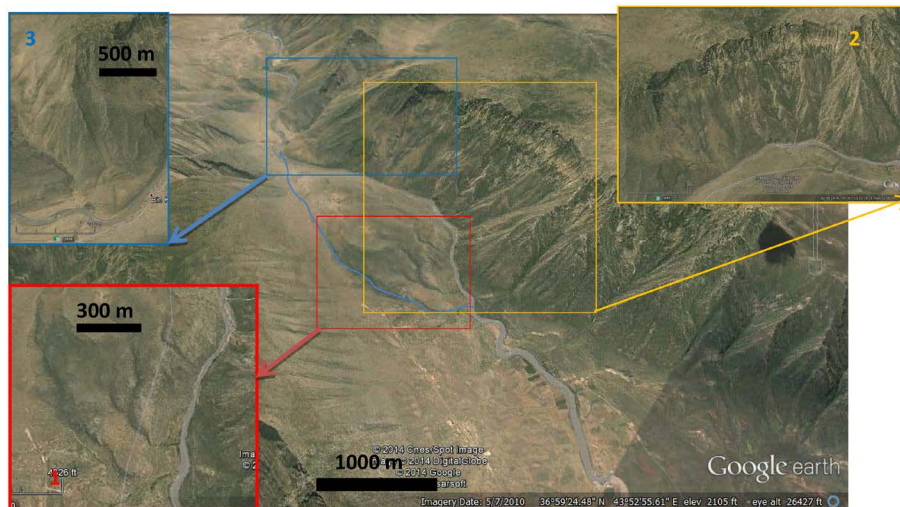 3
500 m
2
300 m
1
1000 m
© 2014 Cnes/Spot Image
© 2014 DigitalGlobe
© 2014 Google
Google earth
Imagery Date: 5/7/2010 36°59'24.48" N 43°52'55.61" E elev 2105 ft eye alt 26427 ft